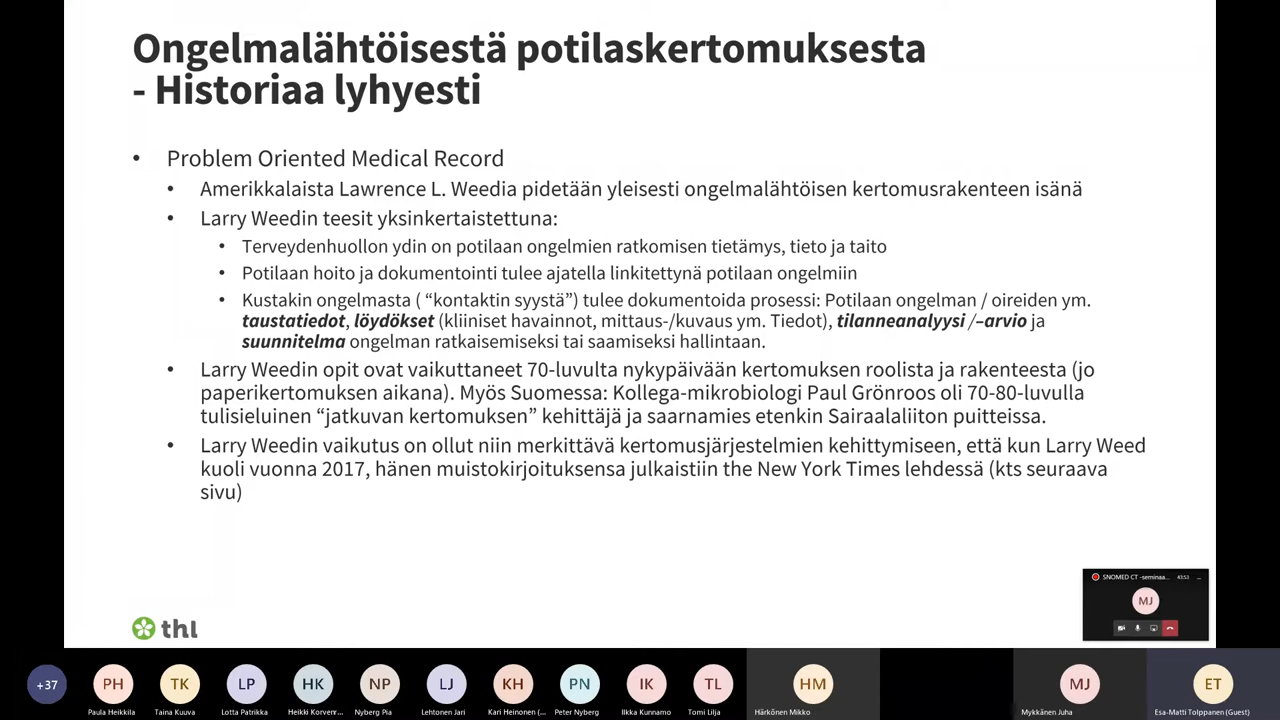 Ongelmalähtöisestä potilaskertomuksesta
- Historiaa lyhyesti
• Problem Oriented Medical Record
• Amerikkalaista Lawrence L. Weedia pidetään yleisesti ongelmalähtöisen kertomusrakenteen isänä
• Larry Weedin teesit yksinkertaistettuna:
• Terveydenhuollon ydin on potilaan ongelmien ratkomisen tietämys, tieto ja taito
• Potilaan hoito ja dokumentointi tulee ajatella linkitettynä potilaan ongelmiin
• Kustakin ongelmasta ( “kontaktin syystä”) tulee dokumentoida prosessi: Potilaan ongelman / oireiden ym.
taustatiedot, löydökset (kliiniset havainnot, mittaus-/kuvaus ym. Tiedot), tilanneanalyysi /–arvio ja
suunnitelma ongelman ratkaisemiseksi tai saamiseksi hallintaan.
• Larry Weedin opit ovat vaikuttaneet 70-luvulta nykypäivään kertomuksen roolista ja rakenteesta (jo
paperikertomuksen aikana). Myös Suomessa: Kollega-mikrobiologi Paul Grönroos oli 70-80-luvulla
tulisieluinen “jatkuvan kertomuksen” kehittäjä ja saarnamies etenkin Sairaalaliiton puitteissa.
• Larry Weedin vaikutus on ollut niin merkittävä kertomusjärjestelmien kehittymiseen, että kun Larry Weed
kuoli vuonna 2017, hänen muistokirjoituksensa julkaistiin the New York Times lehdessä (kts seuraava
sivu)
SNOMED CT -seminaa... 43:53 ...
MJ
thl
+37 PH TK LP HK NP LJ KH PN IK TL HM MJ ET
Paula Heikkila Taina Kuuva Lotta Patrikka Heikki Korvenr... Nyberg Pia Lehtonen Jari Kari Heinonen (... Peter Nyberg Ilkka Kunnamo Tomi Lilja Härkönen Mikko Mykkänen Juha Esa-Matti Tolppanen (Guest)